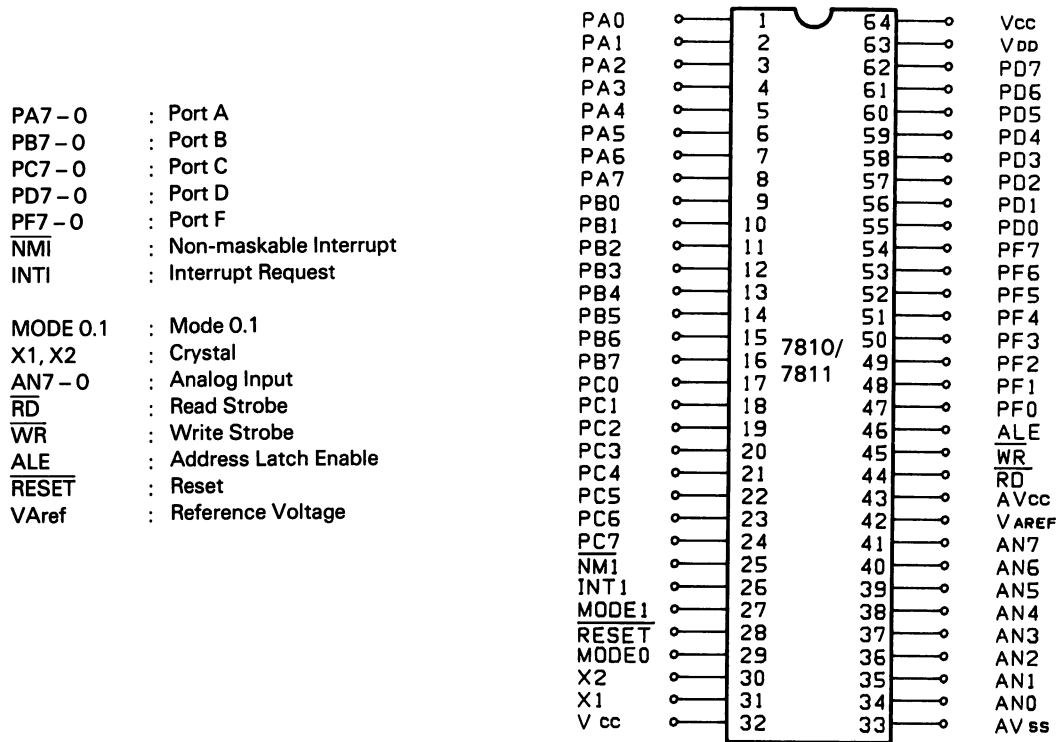 PA7 – 0 : Port A
PB7 – 0 : Port B
PC7 – 0 : Port C
PD7 – 0 : Port D
PF7 – 0 : Port F
NMI : Non-maskable Interrupt
INTI : Interrupt Request
MODE 0.1 : Mode 0.1
X1, X2 : Crystal
AN7 – 0 : Analog Input
RD : Read Strobe
WR : Write Strobe
ALE : Address Latch Enable
RESET : Reset
VAref : Reference Voltage
PA0 1 64 Vcc
PA1 2 63 VDD
PA2 3 62 PD7
PA3 4 61 PD6
PA4 5 60 PD5
PA5 6 59 PD4
PA6 7 58 PD3
PA7 8 57 PD2
PB0 9 56 PD1
PB1 10 55 PD0
PB2 11 54 PF7
PB3 12 53 PF6
PB4 13 52 PF5
PB5 14 51 PF4
PB6 15 50 PF3
PB7 16 49 PF2
7810/
7811
PC0 17 48 PF1
PC1 18 47 PF0
PC2 19 46 ALE
PC3 20 45 WR
PC4 21 44 RD
PC5 22 43 AVcc
PC6 23 42 VAREF
PC7 24 41 AN7
NM1 25 40 AN6
INT1 26 39 AN5
MODE1 27 38 AN4
RESET 28 37 AN3
MODE0 29 36 AN2
X2 30 35 AN1
X1 31 34 AN0
V cc 32 33 AVss